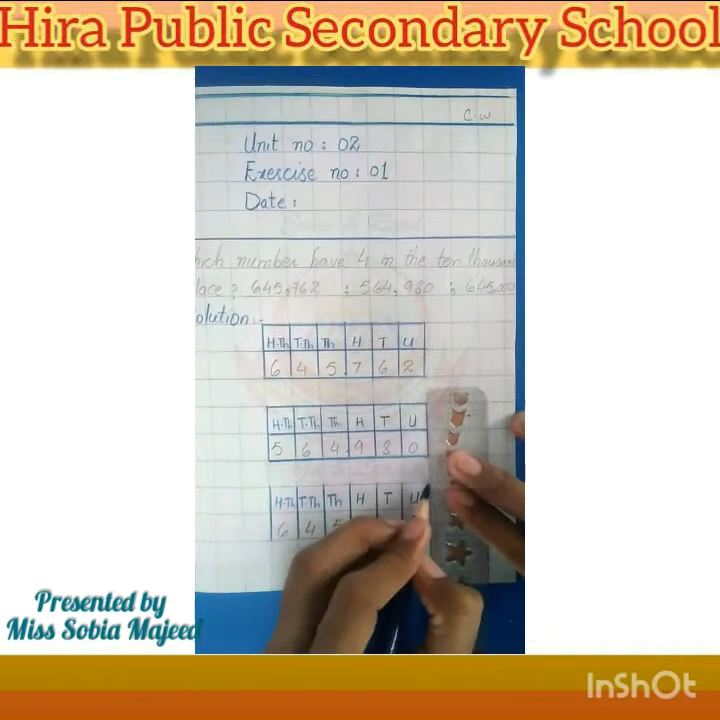 Hira Public Secondary School
C.W
Unit no : 02
Exercise no : 01
Date :
number have 4 in the ten thousand
645,762 : 564,980 :
olution :
H.Th T.Th Th H T U
6 4 5 7 6 2
H.Th T.Th Th H T U
5 6 4 9 8 0
H.Th T.Th Th H T U
6 4 5
Presented by
Miss Sobia Majeed
InShOt